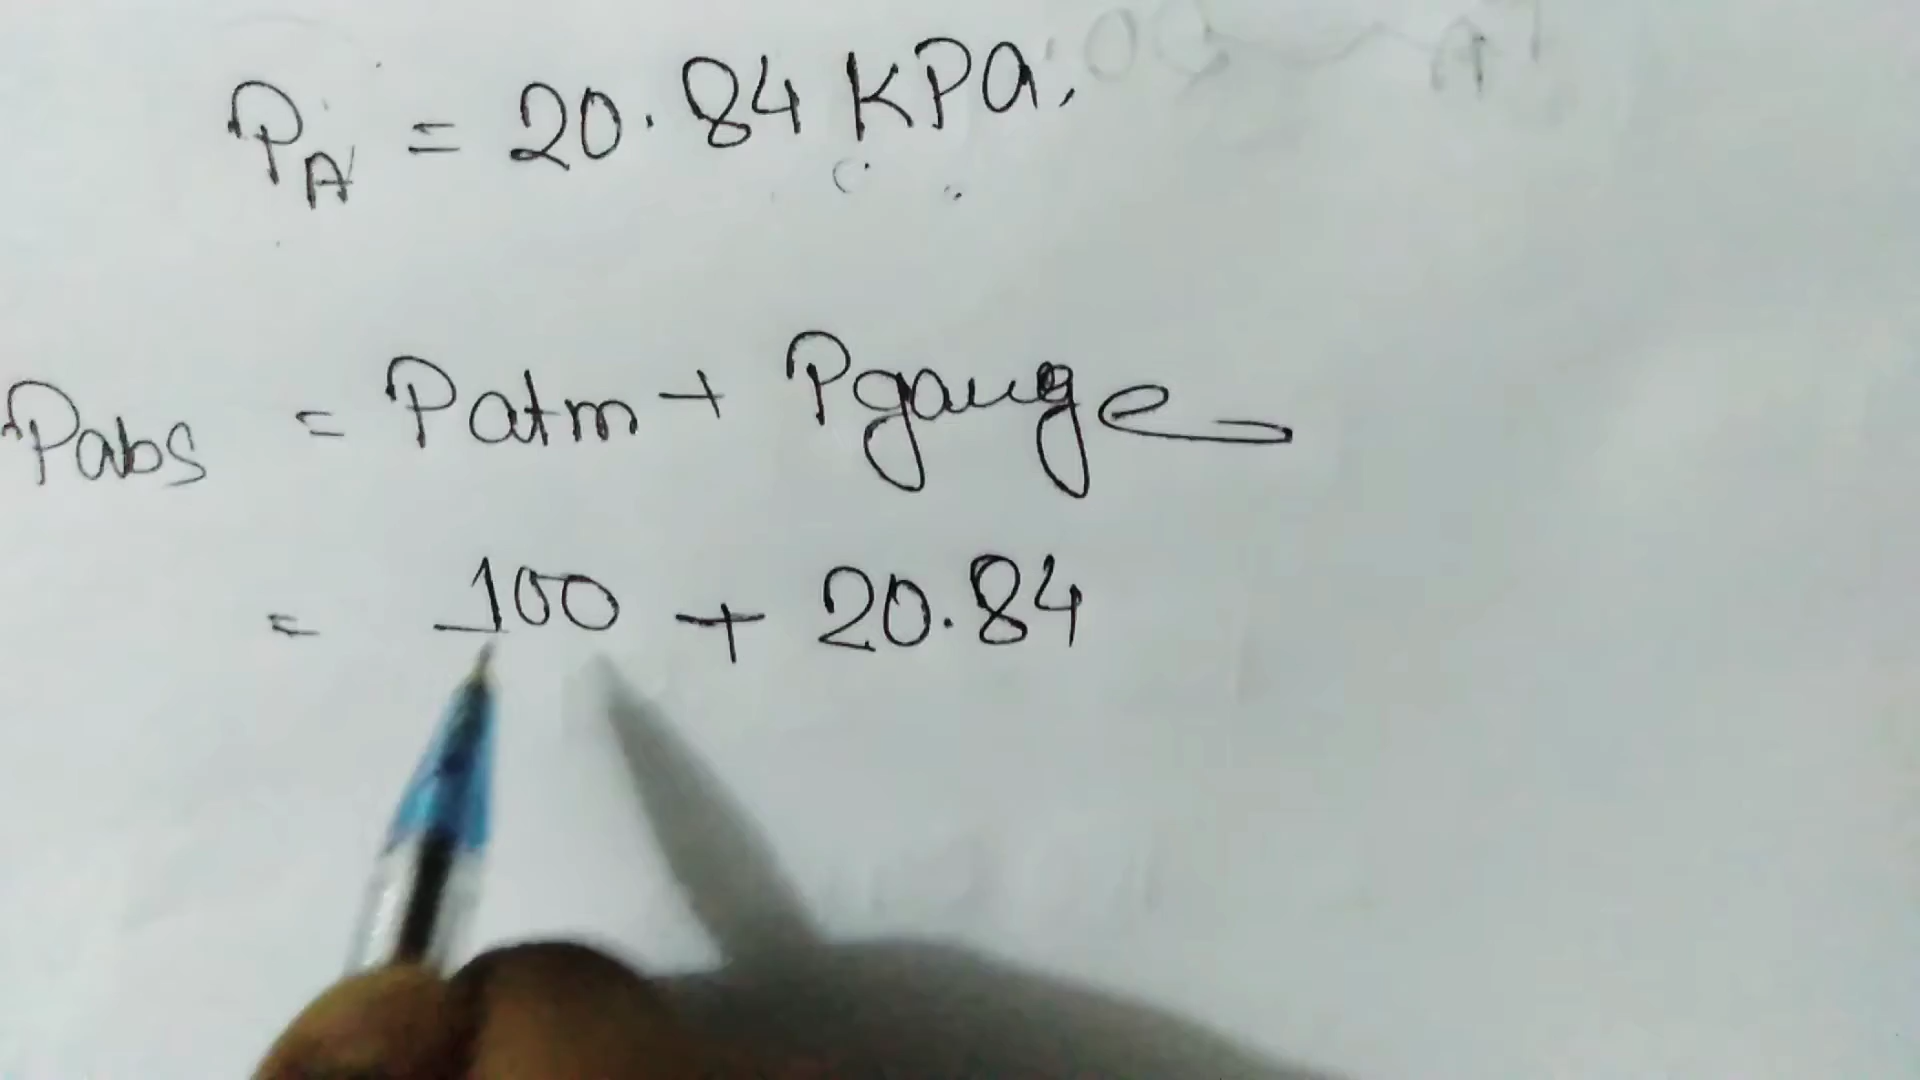 PA = 20.84 KPa,
Pabs = Patm + Pgauge
= 100 + 20.84